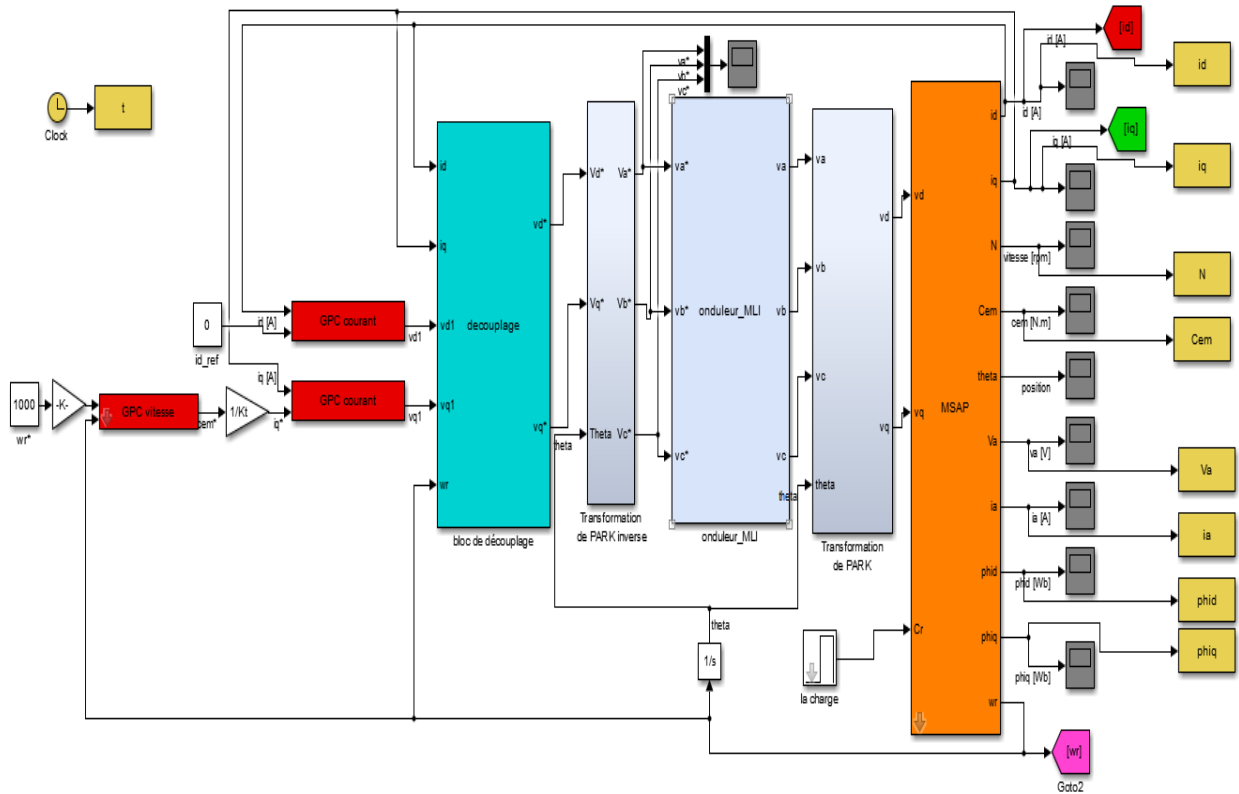 Clock
t
0
id_ref
1000
wr*
-K-
GPC vitesse
cem*
1/Kt
iq*
id [A]
GPC courant
vd1
iq [A]
GPC courant
vq1
id
iq
vd1
vq1
wr
decouplage
vd*
vq*
bloc de découplage
Vd*
Vq*
Theta
theta
Va*
Vb*
Vc*
Transformation
de PARK inverse
va*
vb*
vc*
va*
vb*
vc*
onduleur_MLI
va
vb
vc
theta
onduleur_MLI
va
vb
vc
theta
vd
vq
Transformation
de PARK
1/s
theta
la charge
vd
vq
Cr
MSAP
id
iq
N
Cem
theta
Va
ia
phid
phiq
wr
id [A]
id [A]
[id]
id
iq [A]
iq [A]
[iq]
iq
vitesse [rpm]
N
cem [N.m]
Cem
position
va [V]
Va
ia [A]
ia
phid [Wb]
phid
phiq [Wb]
phiq
[wr]
Goto2